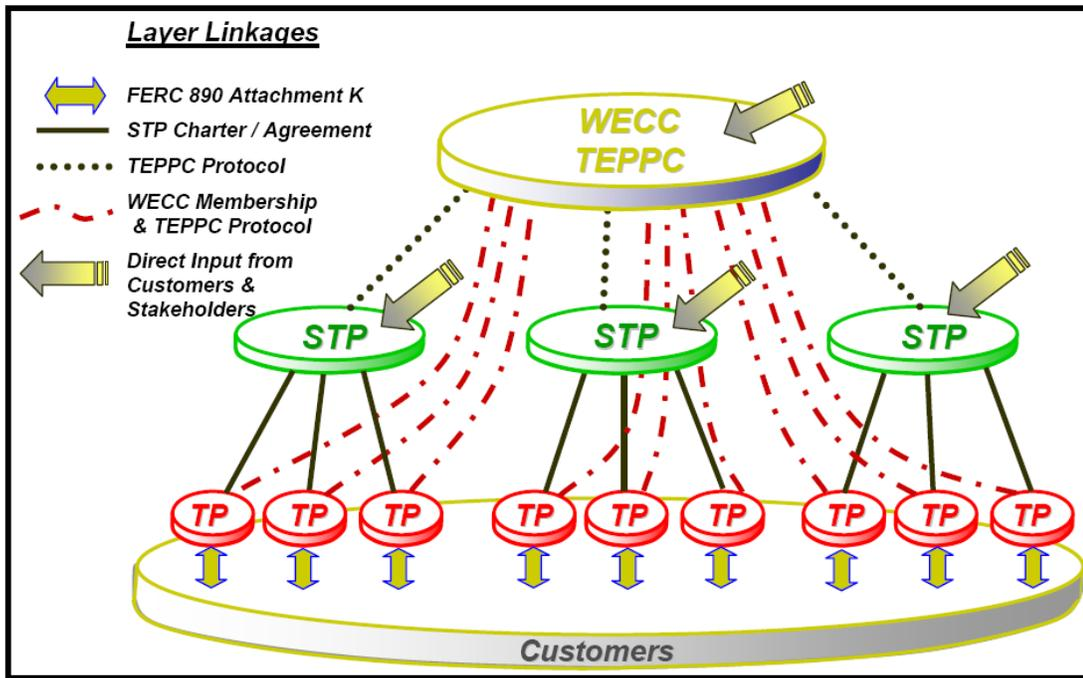 Layer Linkages
FERC 890 Attachment K
STP Charter / Agreement
TEPPC Protocol
WECC Membership
& TEPPC Protocol
Direct Input from
Customers &
Stakeholders
WECC
TEPPC
STP
STP
STP
TP
TP
TP
TP
TP
TP
TP
TP
TP
Customers